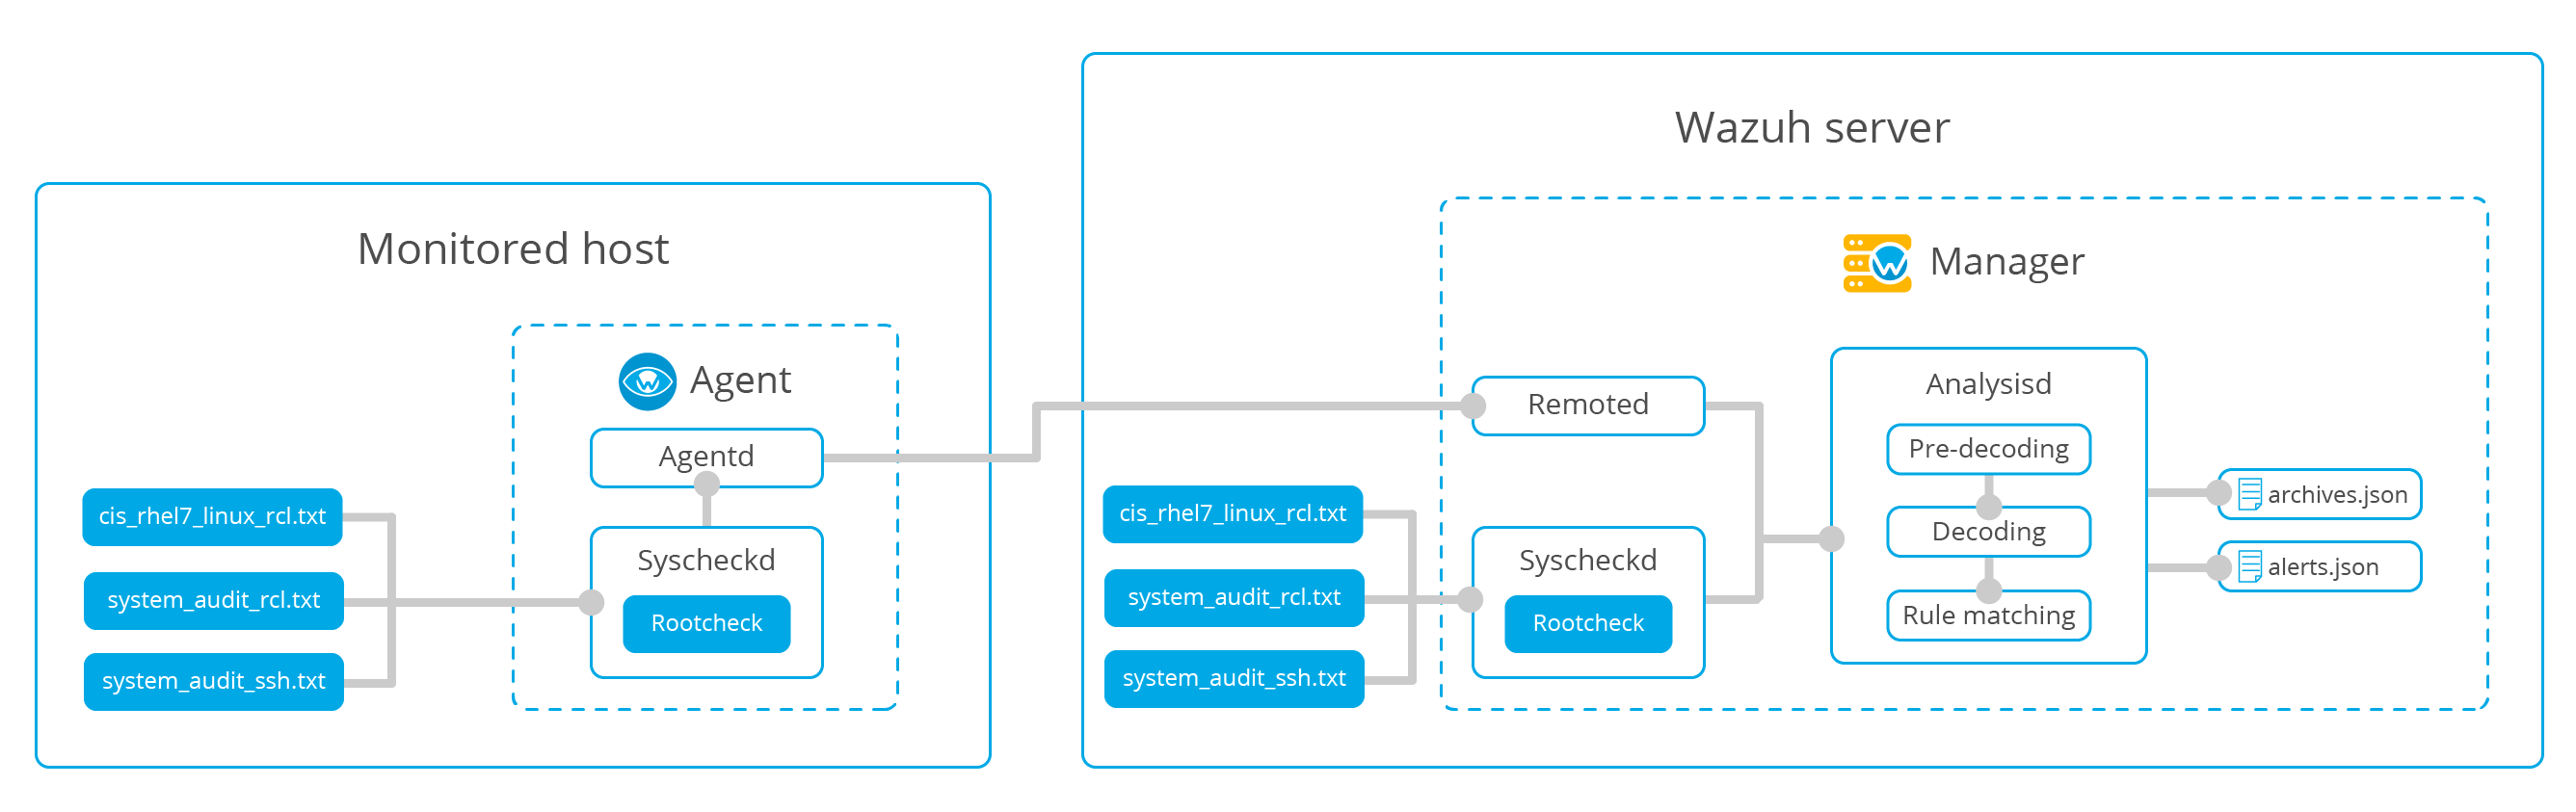 Monitored host
Agent
Agentd
Syscheckd
Rootcheck
cis_rhel7_linux_rcl.txt
system_audit_rcl.txt
system_audit_ssh.txt
Wazuh server
Manager
Remoted
cis_rhel7_linux_rcl.txt
system_audit_rcl.txt
system_audit_ssh.txt
Syscheckd
Rootcheck
Analysisd
Pre-decoding
Decoding
Rule matching
archives.json
alerts.json